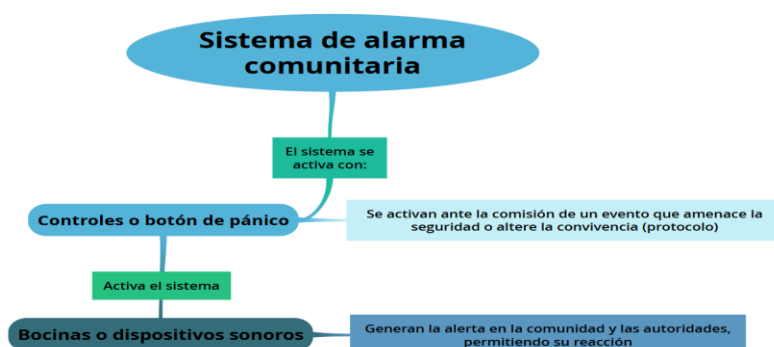 Sistema de alarma
comunitaria
El sistema se
activa con:
Controles o botón de pánico
Se activan ante la comisión de un evento que amenace la
seguridad o altere la convivencia (protocolo)
Activa el sistema
Bocinas o dispositivos sonoros
Generan la alerta en la comunidad y las autoridades,
permitiendo su reacción